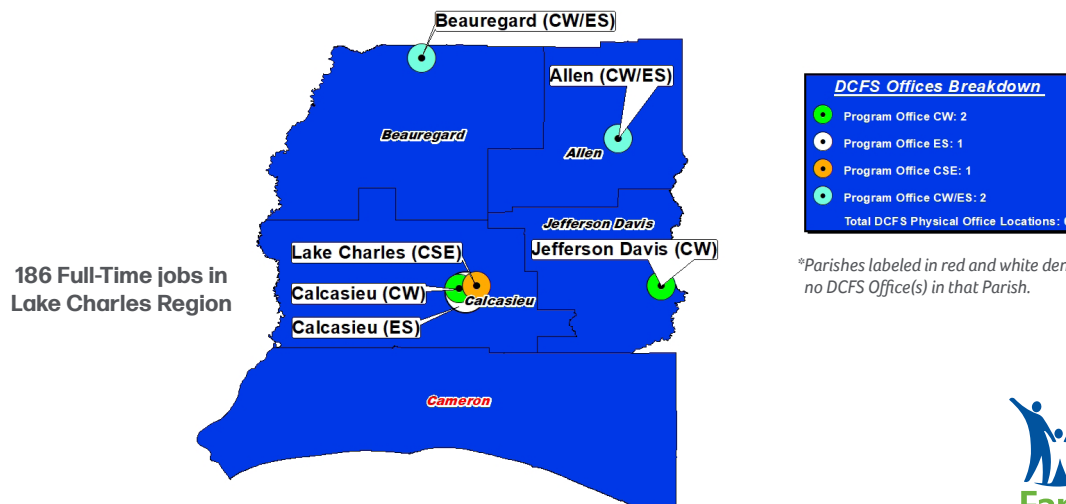 Beauregard (CW/ES)
Allen (CW/ES)
Beauregard
Allen
Jefferson Davis
Jefferson Davis (CW)
Lake Charles (CSE)
Calcasieu (CW)
Calcasieu
Calcasieu (ES)
Cameron
186 Full-Time jobs in
Lake Charles Region
DCFS Offices Breakdown
Program Office CW: 2
Program Office ES: 1
Program Office CSE: 1
Program Office CW/ES: 2
Total DCFS Physical Office Locations:
*Parishes labeled in red and white
no DCFS Office(s) in that Parish.